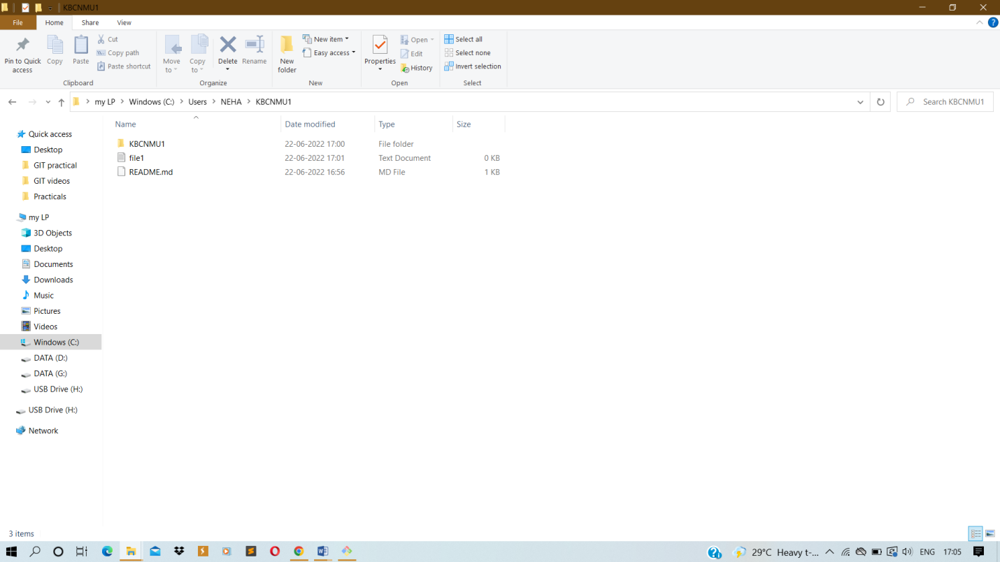 KBCNMU1
File Home Share View
Pin to Quick access
Copy
Paste
Cut
Copy path
Paste shortcut
Clipboard
Move to
Copy to
Delete
Rename
Organize
New folder
New item
Easy access
New
Properties
Open
Edit
History
Open
Select all
Select none
Invert selection
Select
my LP > Windows (C:) > Users > NEHA > KBCNMU1
Search KBCNMU1
Name Date modified Type Size
KBCNMU1 22-06-2022 17:00 File folder
file1 22-06-2022 17:01 Text Document 0 KB
README.md 22-06-2022 16:56 MD File 1 KB
Quick access
Desktop
GIT practical
GIT videos
Practicals
my LP
3D Objects
Desktop
Documents
Downloads
Music
Pictures
Videos
Windows (C:)
DATA (D:)
DATA (G:)
USB Drive (H:)
USB Drive (H:)
Network
3 items
29°C Heavy t-... ENG 17:05